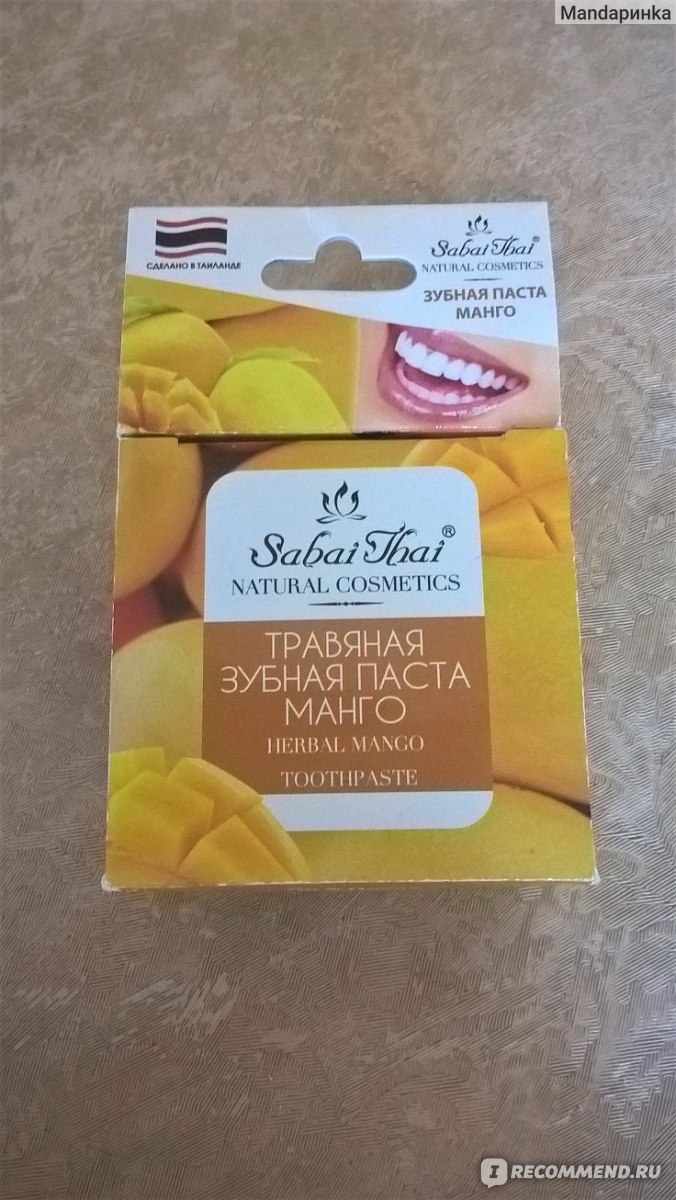 Mandаринка
СДЕЛАНО В ТАИЛАНДЕ
Sabai Thai®
NATURAL COSMETICS
ЗУБНАЯ ПАСТА
МАНГО
Sabai Thai®
NATURAL COSMETICS
ТРАВЯНАЯ
ЗУБНАЯ ПАСТА
МАНГО
HERBAL MANGO
TOOTHPASTE
IRECOMMEND.RU